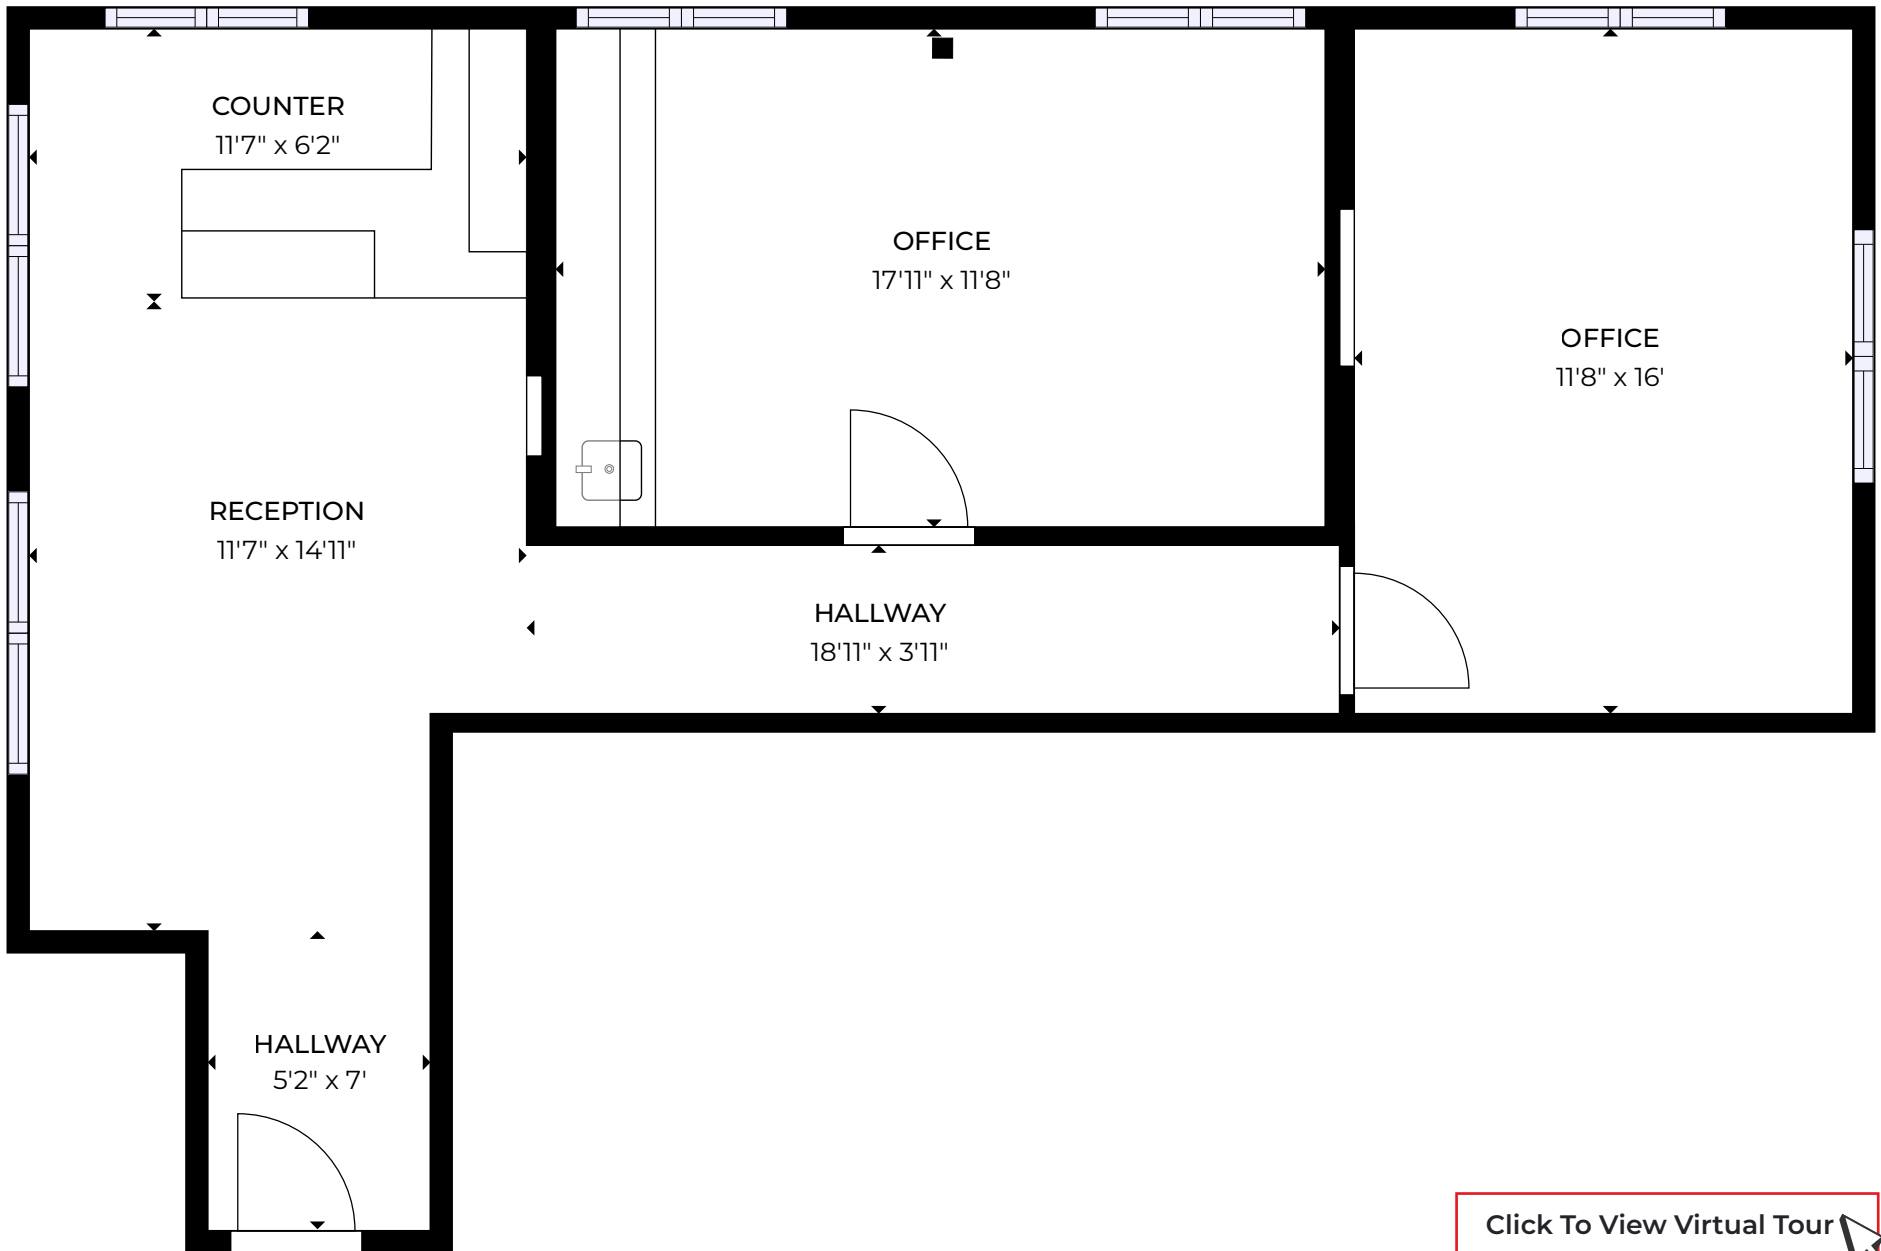 COUNTER
11'7" x 6'2"
OFFICE
17'11" x 11'8"
OFFICE
11'8" x 16'
RECEPTION
11'7" x 14'11"
HALLWAY
18'11" x 3'11"
HALLWAY
5'2" x 7'
Click To View Virtual Tour